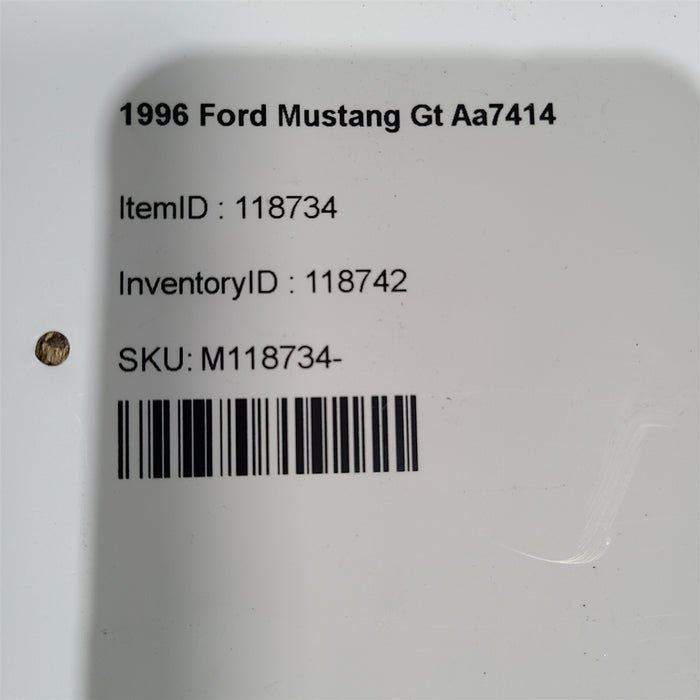 1996 Ford Mustang Gt Aa7414
ItemID : 118734
InventoryID : 118742
SKU: M118734-